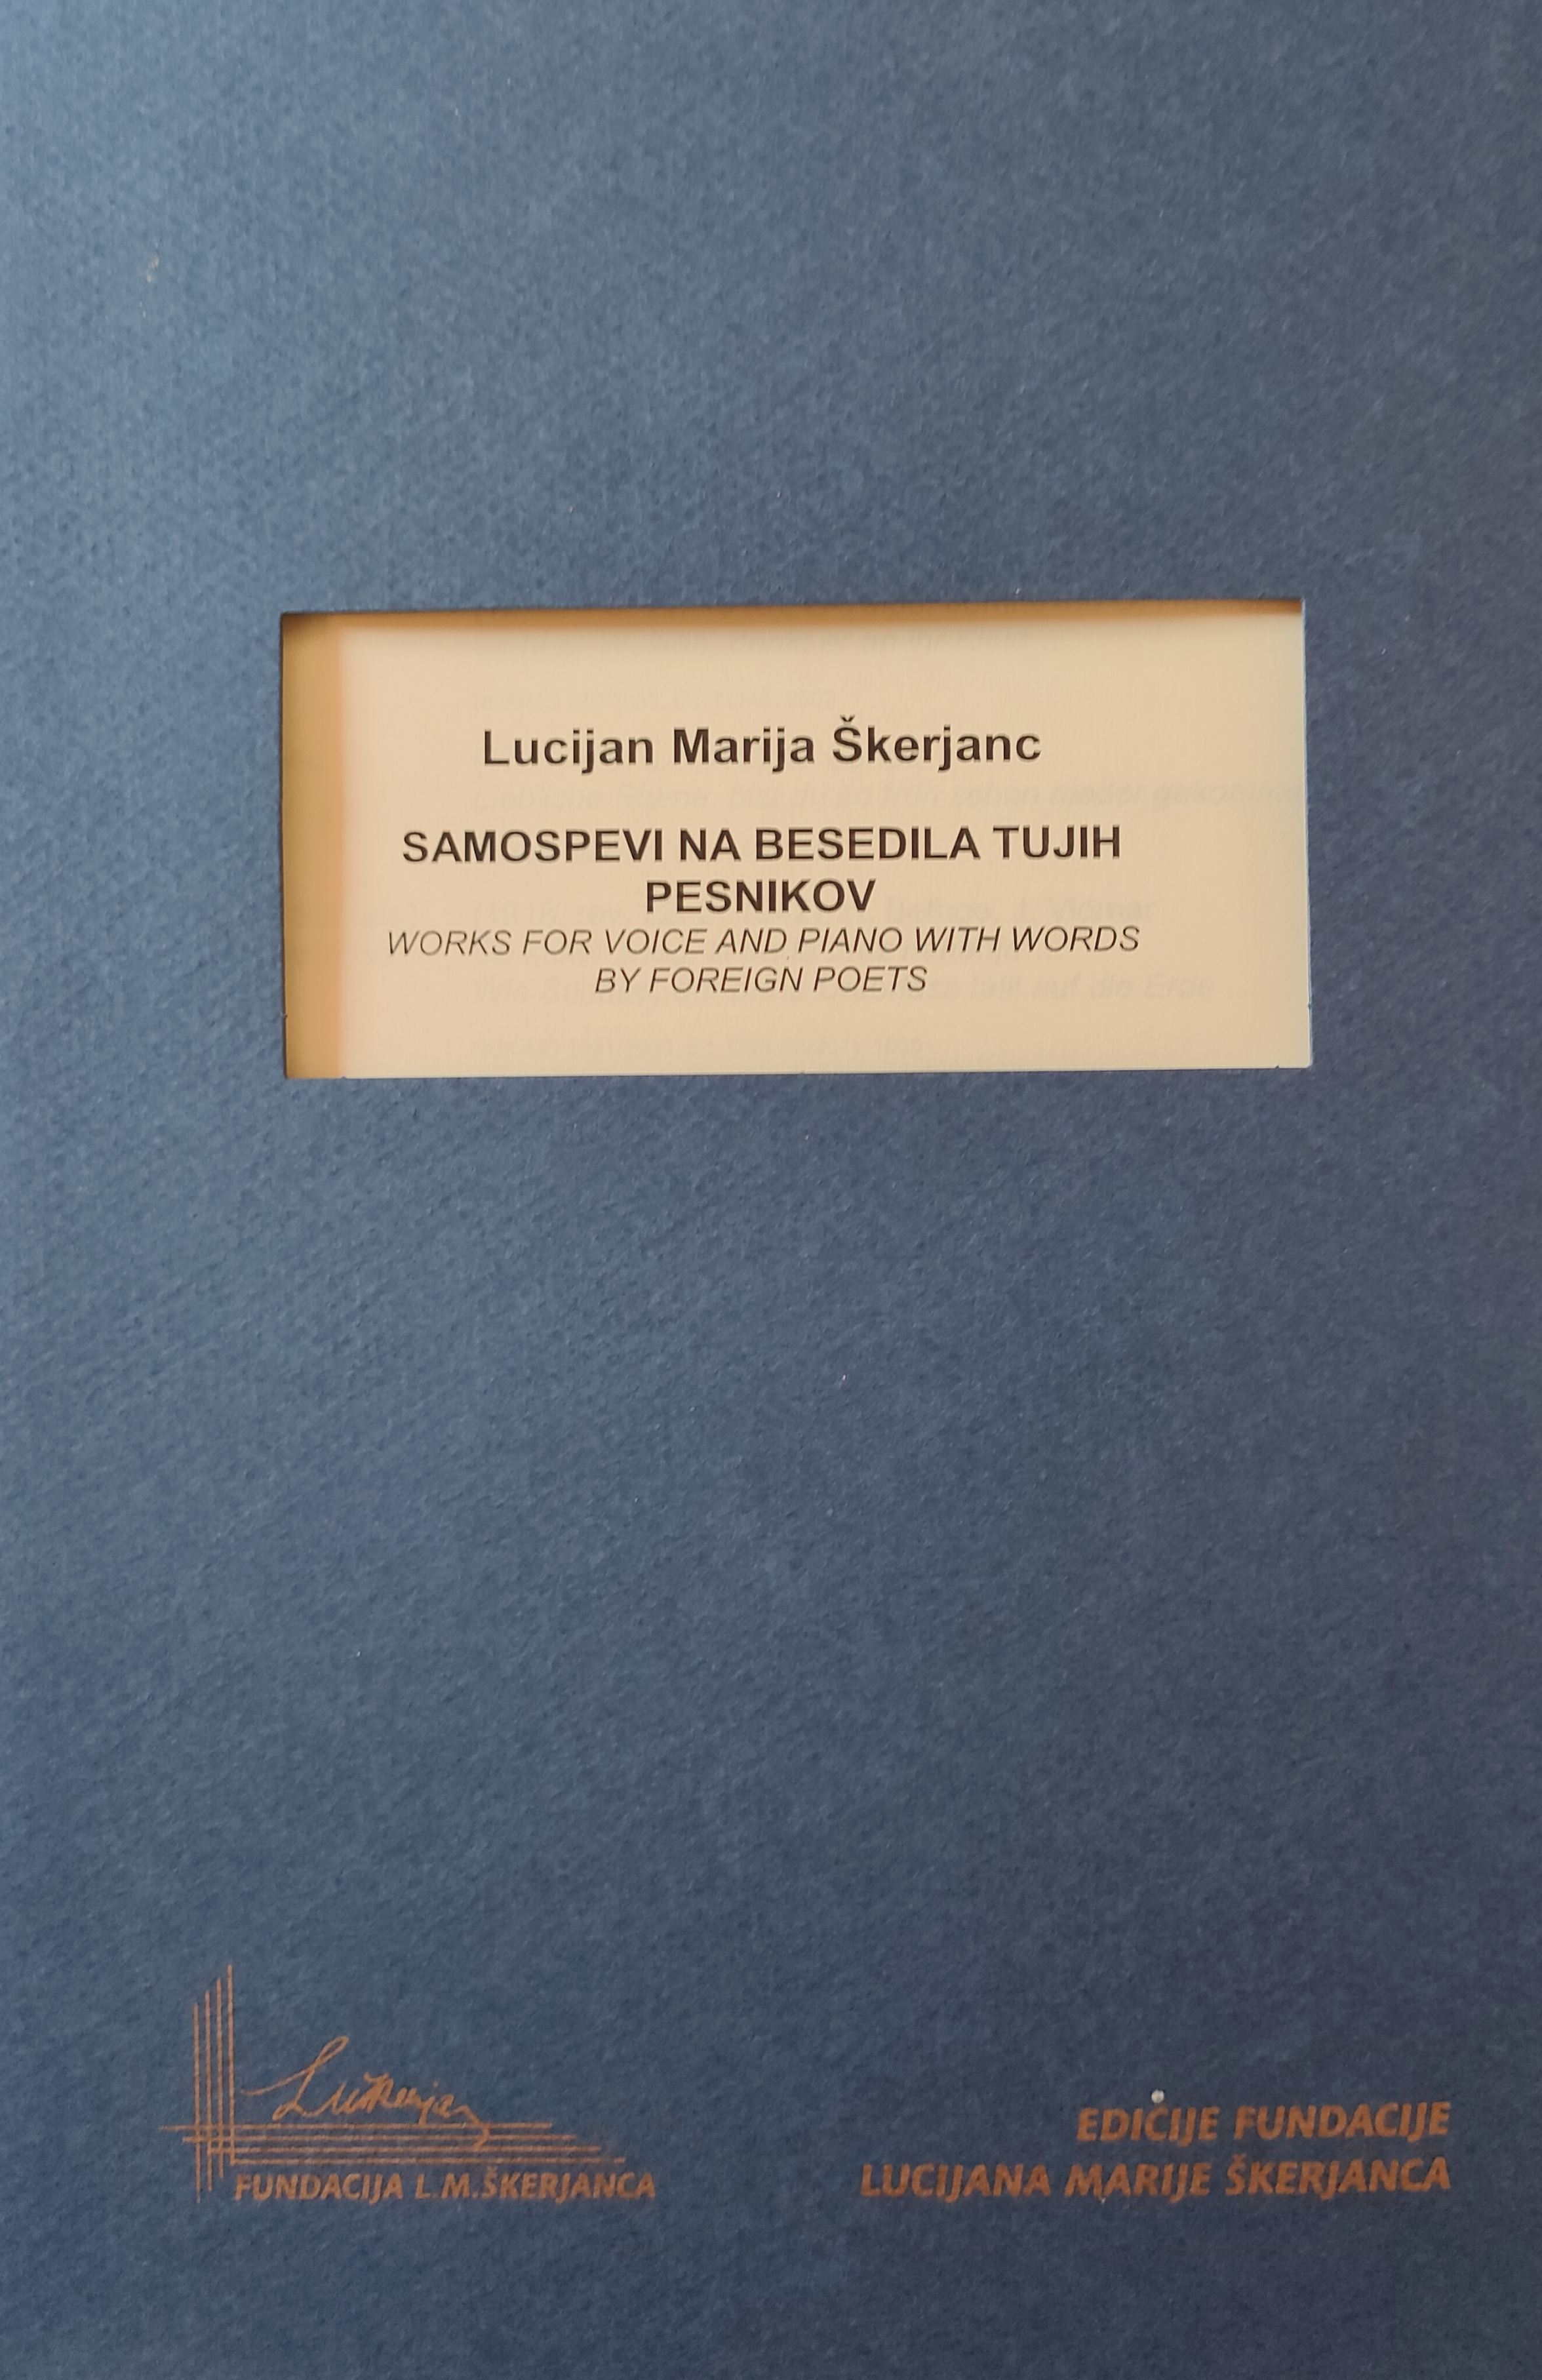 Lucijan Marija Škerjanc
SAMOSPEVI NA BESEDILA TUJIH
PESNIKOV
WORKS FOR VOICE AND PIANO WITH WORDS
BY FOREIGN POETS
FUNDACIJA L.M.ŠKERJANCA
EDICIJE FUNDACIJE
LUCIJANA MARIJE ŠKERJANCA